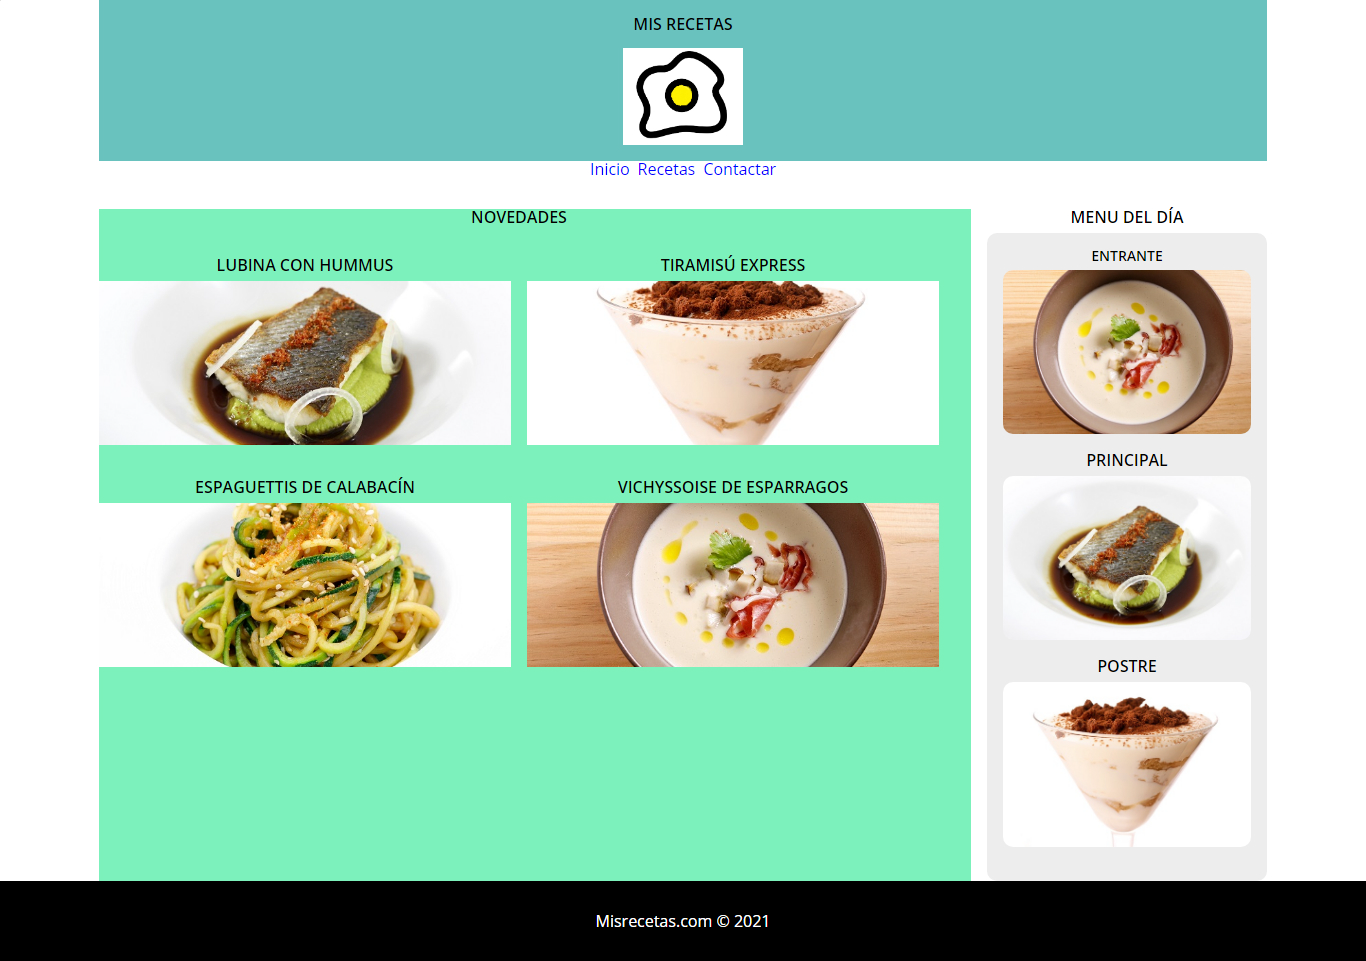 MIS RECETAS
Inicio Recetas Contactar
NOVEDADES
LUBINA CON HUMMUS
TIRAMISÚ EXPRESS
ESPAGUETTIS DE CALABACÍN
VICHYSSOISE DE ESPARRAGOS
MENU DEL DÍA
ENTRANTE
PRINCIPAL
POSTRE
Misrecetas.com © 2021